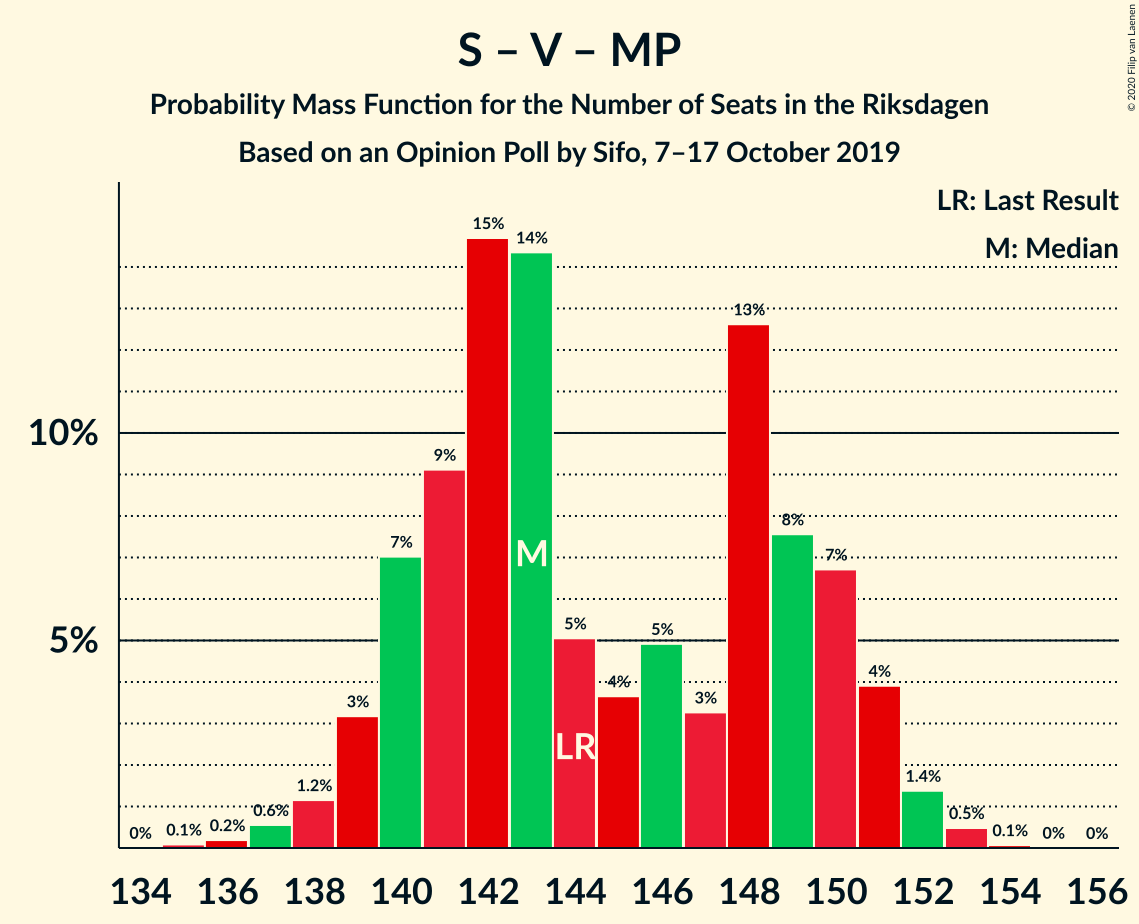 S – V – MP
Probability Mass Function for the Number of Seats in the Riksdagen
Based on an Opinion Poll by Sifo, 7–17 October 2019
© 2020 Filip van Laenen
LR: Last Result
M: Median
10%
5%
0%
0.1%
0.2%
0.6%
1.2%
3%
7%
9%
15%
14%
5%
4%
5%
3%
13%
8%
7%
4%
1.4%
0.5%
0.1%
0%
0%
M
LR
134 136 138 140 142 144 146 148 150 152 154 156